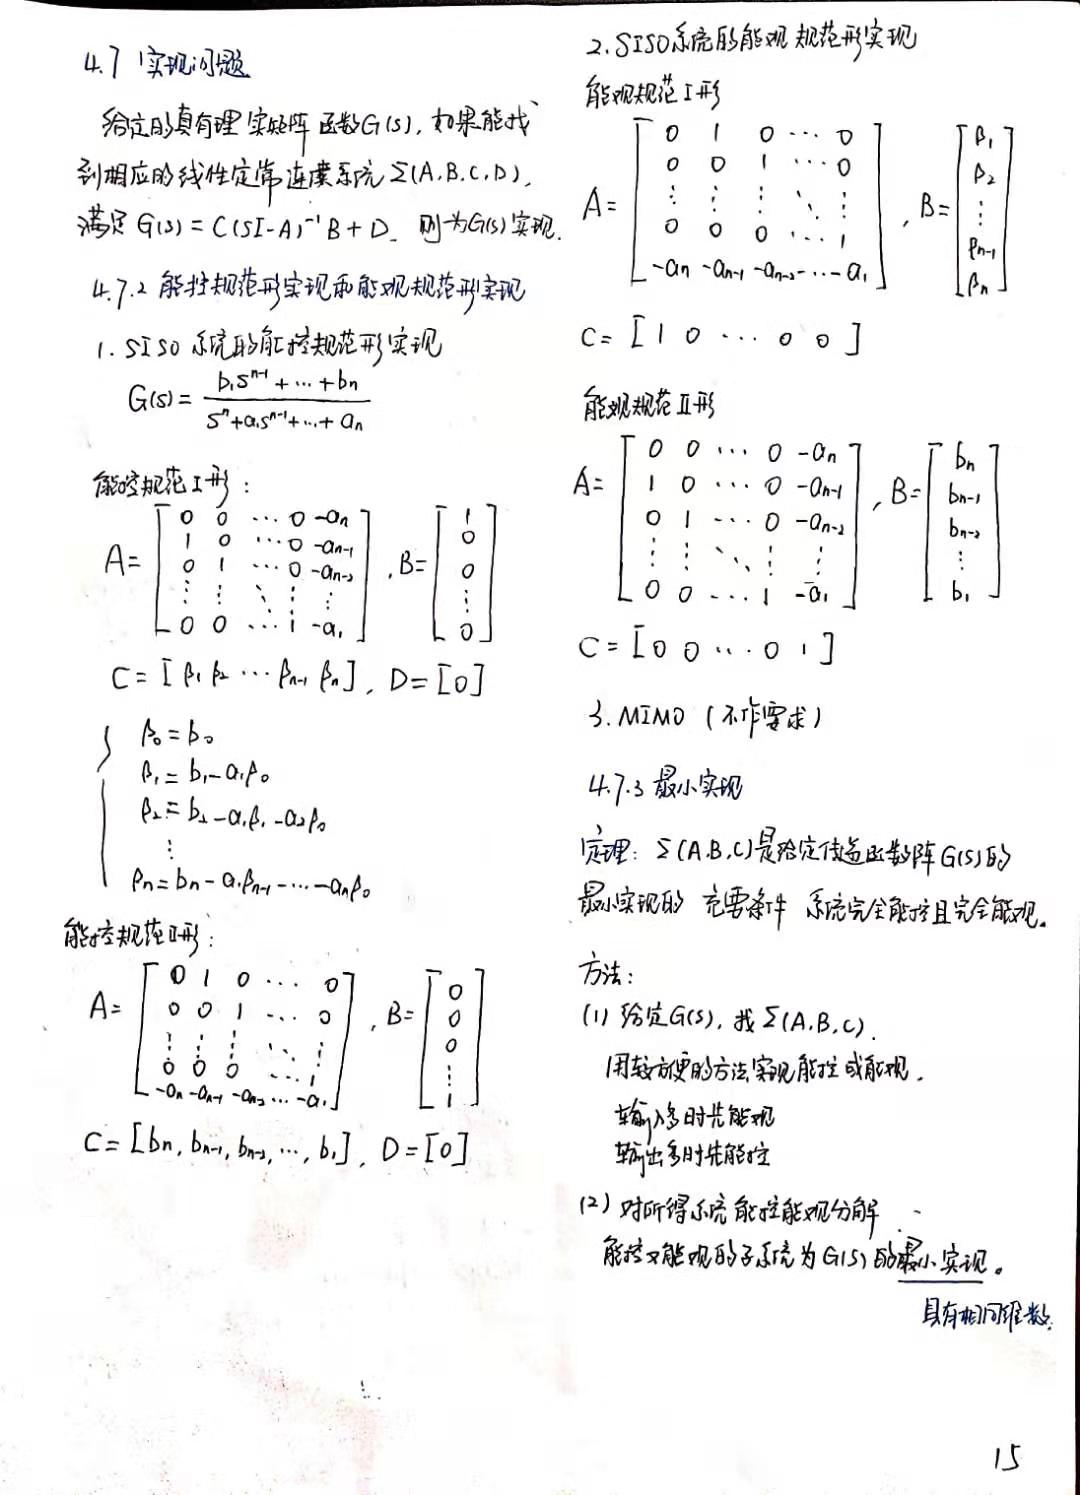 4.7 实现问题
给定的真有理实矩阵函数G(s), 如果能找
到相应的线性定常连续系统Σ(A.B.C.D),
满足 G(s) = C(SI-A)⁻¹B + D. 则为G(s)实现.
4.7.2 能控规范形实现和能观规范形实现
1. SISO 系统的能控规范形实现
G(s) = (b₁sⁿ⁻¹ + ... + bn) / (sⁿ + a₁sⁿ⁻¹ + ... + an)
能控规范I形:
A = [0 0 ... 0 -an
1 0 ... 0 -an-1
0 1 ... 0 -an-2
⋮ ⋮ ⋱ ⋮ ⋮
0 0 ... 1 -a₁], B = [1 0 0 ⋮ 0]
C = [β₁ β₂ ... βn-1 βn], D = [0]
β₀ = b₀
β₁ = b₁ - a₁β₀
β₂ = b₂ - a₁β₁ - a₂β₀
⋮
βn = bn - a₁βn-1 - ... - anβ₀
能控规范II形:
A = [0 1 0 ... 0
0 0 1 ... 0
⋮ ⋮ ⋮ ⋱ ⋮
0 0 0 ... 1
-an -an-1 -an-2 ... -a₁], B = [0 0 0 ⋮ 1]
C = [bn, bn-1, bn-2, ..., b₁], D = [0]
2. SISO系统的能观规范形实现
能观规范I形
A = [0 1 0 ... 0
0 0 1 ... 0
⋮ ⋮ ⋮ ⋱ ⋮
0 0 0 ... 1
-an -an-1 -an-2 ... -a₁], B = [β₁ β₂ ⋮ βn-1 βn]
C = [1 0 ... 0 0]
能观规范II形
A = [0 0 ... 0 -an
1 0 ... 0 -an-1
0 1 ... 0 -an-2
⋮ ⋮ ⋱ ⋮ ⋮
0 0 ... 1 -a₁], B = [bn bn-1 bn-2 ⋮ b₁]
C = [0 0 ... 0 1]
3. MIMO (不作要求)
4.7.3 最小实现
定理: Σ(A.B.C)是给定传递函数阵G(s)的
最小实现的 充要条件 系统完全能控且完全能观。
方法:
(1) 给定G(s), 找Σ(A.B.C).
用较方便的方法实现能控或能观.
输入多时先能观
输出多时先能控
(2) 对所得系统能控能观分解
能控又能观的子系统为G(s)的最小实现。
具有相同维数.
15